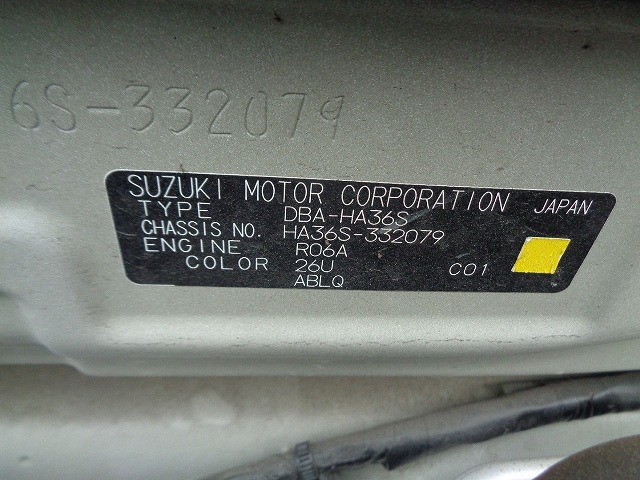 6S-332079
SUZUKI MOTOR CORPORATION JAPAN
TYPE DBA-HA36S
CHASSIS NO. HA36S-332079
ENGINE R06A
COLOR 26U C01
ABLQ